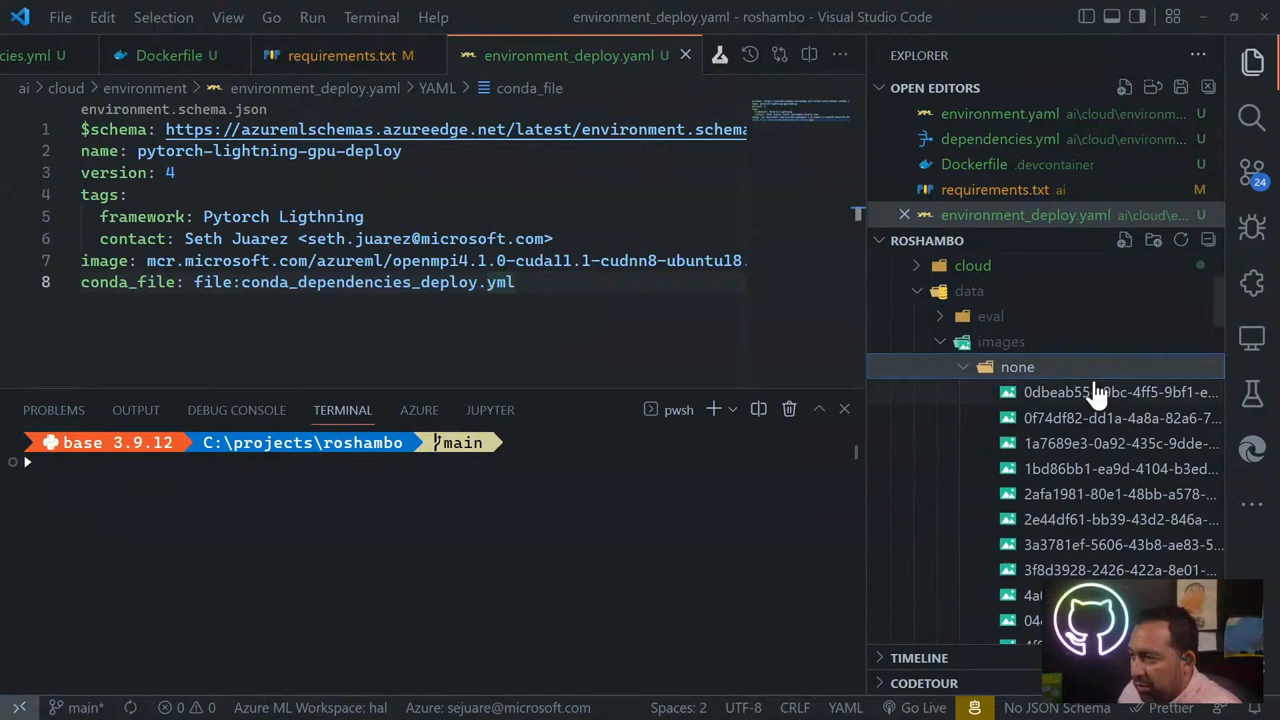 File Edit Selection View Go Run Terminal Help environment_deploy.yaml - roshambo - Visual Studio Code
cies.yml U Dockerfile U requirements.txt M environment_deploy.yaml U
ai cloud environment environment_deploy.yaml YAML conda_file
environment.schema.json
1 $schema: https://azuremlschemas.azureedge.net/latest/environment.schema
2 name: pytorch-lightning-gpu-deploy
3 version: 4
4 tags:
5 framework: Pytorch Ligthning
6 contact: Seth Juarez <seth.juarez@microsoft.com>
7 image: mcr.microsoft.com/azureml/openmpi4.1.0-cuda11.1-cudnn8-ubuntu18.
8 conda_file: file:conda_dependencies_deploy.yml
PROBLEMS OUTPUT DEBUG CONSOLE TERMINAL AZURE JUPYTER pwsh
base 3.9.12 C:\projects\roshambo main
EXPLORER
OPEN EDITORS
environment.yaml ai\cloud\environm... U
dependencies.yml ai\cloud\environm... U
Dockerfile .devcontainer U
requirements.txt ai M
environment_deploy.yaml ai\cloud\e... U
ROSHAMBO
cloud
data
eval
images
none
0f74df82-dd1a-4a8a-82a6-7...
1a7689e3-0a92-435c-9dde-...
1bd86bb1-ea9d-4104-b3ed...
2afa1981-80e1-48bb-a578-...
2e44df61-bb39-43d2-846a-...
3a3781ef-5606-43b8-ae83-5...
3f8d3928-2426-422a-8e01-...
TIMELINE
CODETOUR
24
main* 0 0 Azure ML Workspace: hal Azure: sejuare@microsoft.com Spaces: 2 UTF-8 CRLF YAML Go Live No JSON Schema Prettier